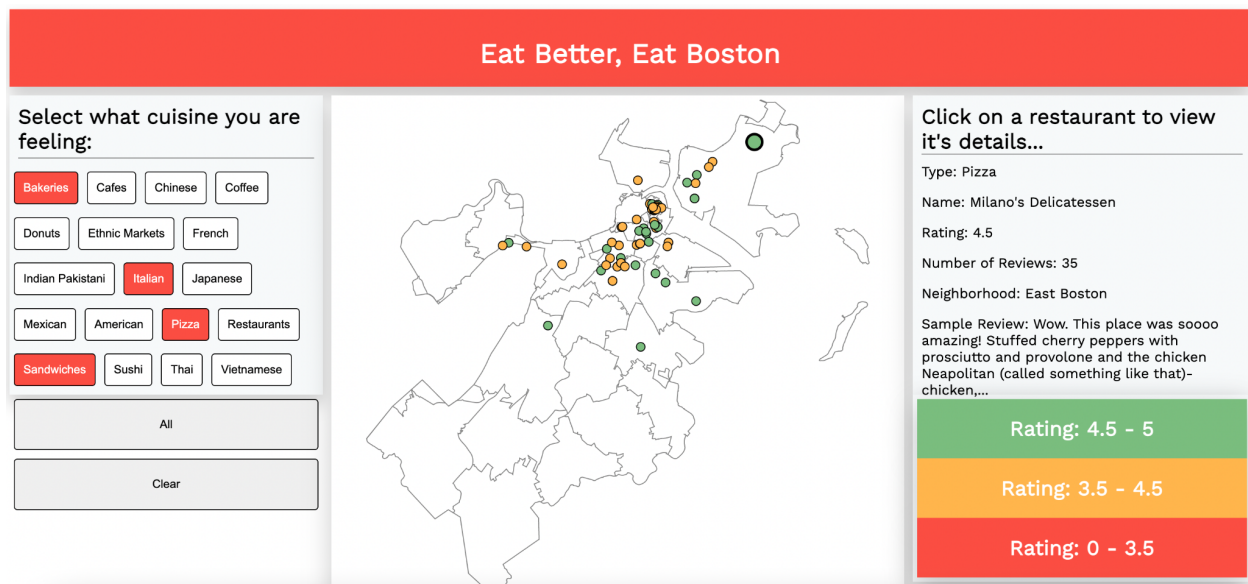 Eat Better, Eat Boston
Select what cuisine you are
feeling:
Bakeries Cafes Chinese Coffee
Donuts Ethnic Markets French
Indian Pakistani Italian Japanese
Mexican American Pizza Restaurants
Sandwiches Sushi Thai Vietnamese
All
Clear
Click on a restaurant to view
it's details...
Type: Pizza
Name: Milano's Delicatessen
Rating: 4.5
Number of Reviews: 35
Neighborhood: East Boston
Sample Review: Wow. This place was soooo
amazing! Stuffed cherry peppers with
prosciutto and provolone and the chicken
Neapolitan (called something like that)-
chicken,...
Rating: 4.5 - 5
Rating: 3.5 - 4.5
Rating: 0 - 3.5